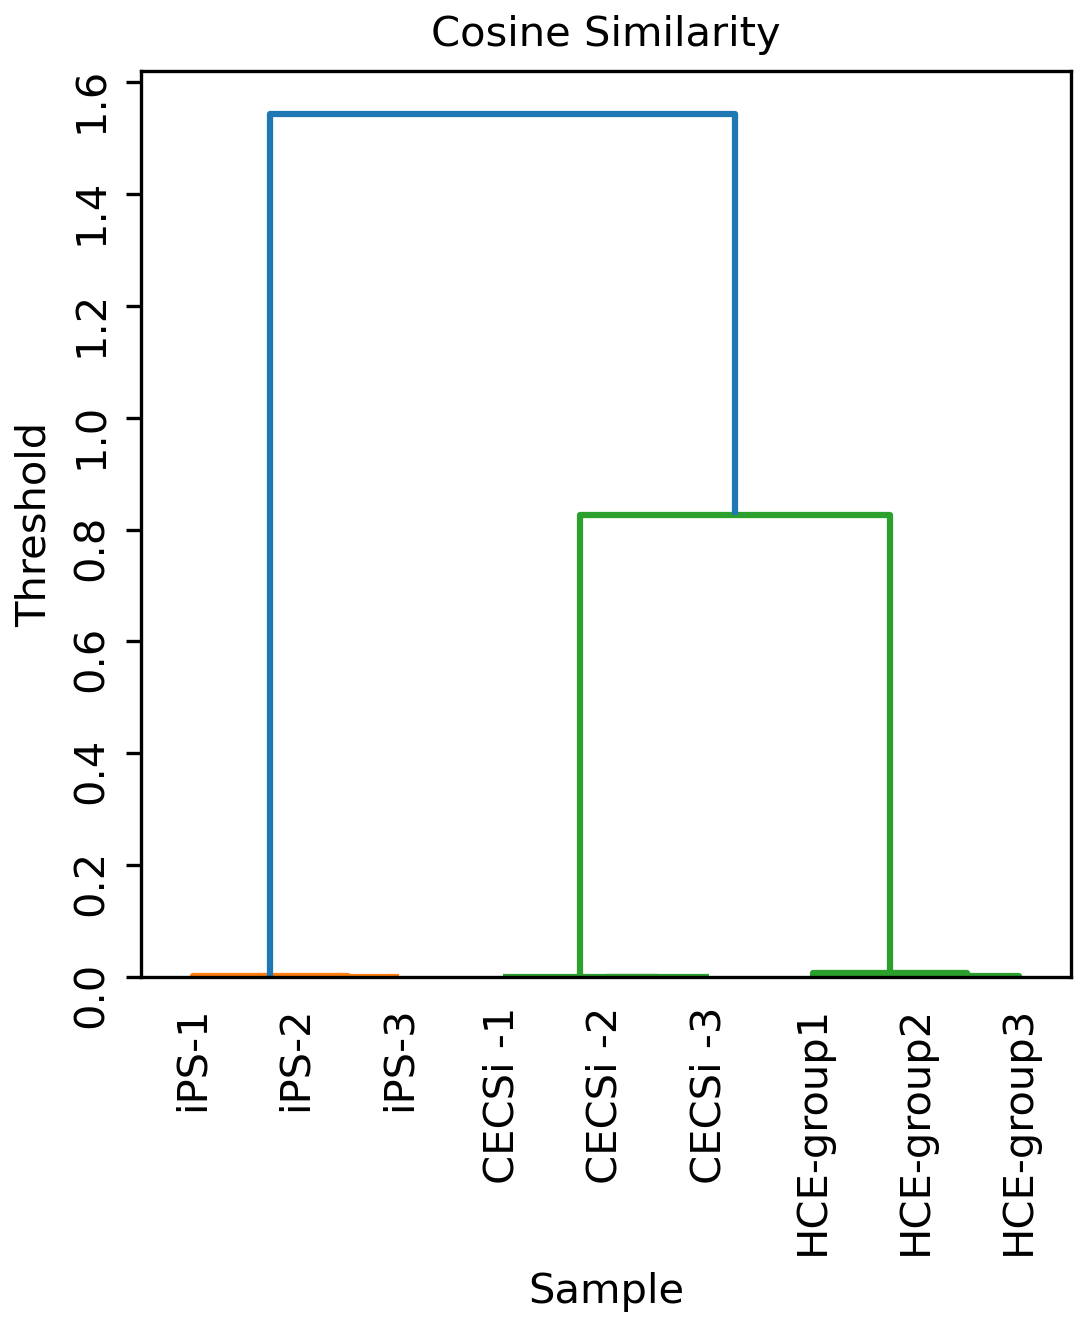 Cosine Similarity
1.6
1.4
1.2
1.0
0.8
0.6
0.4
0.2
0.0
Threshold
iPS-1
iPS-2
iPS-3
CECSi -1
CECSi -2
CECSi -3
HCE-group1
HCE-group2
HCE-group3
Sample